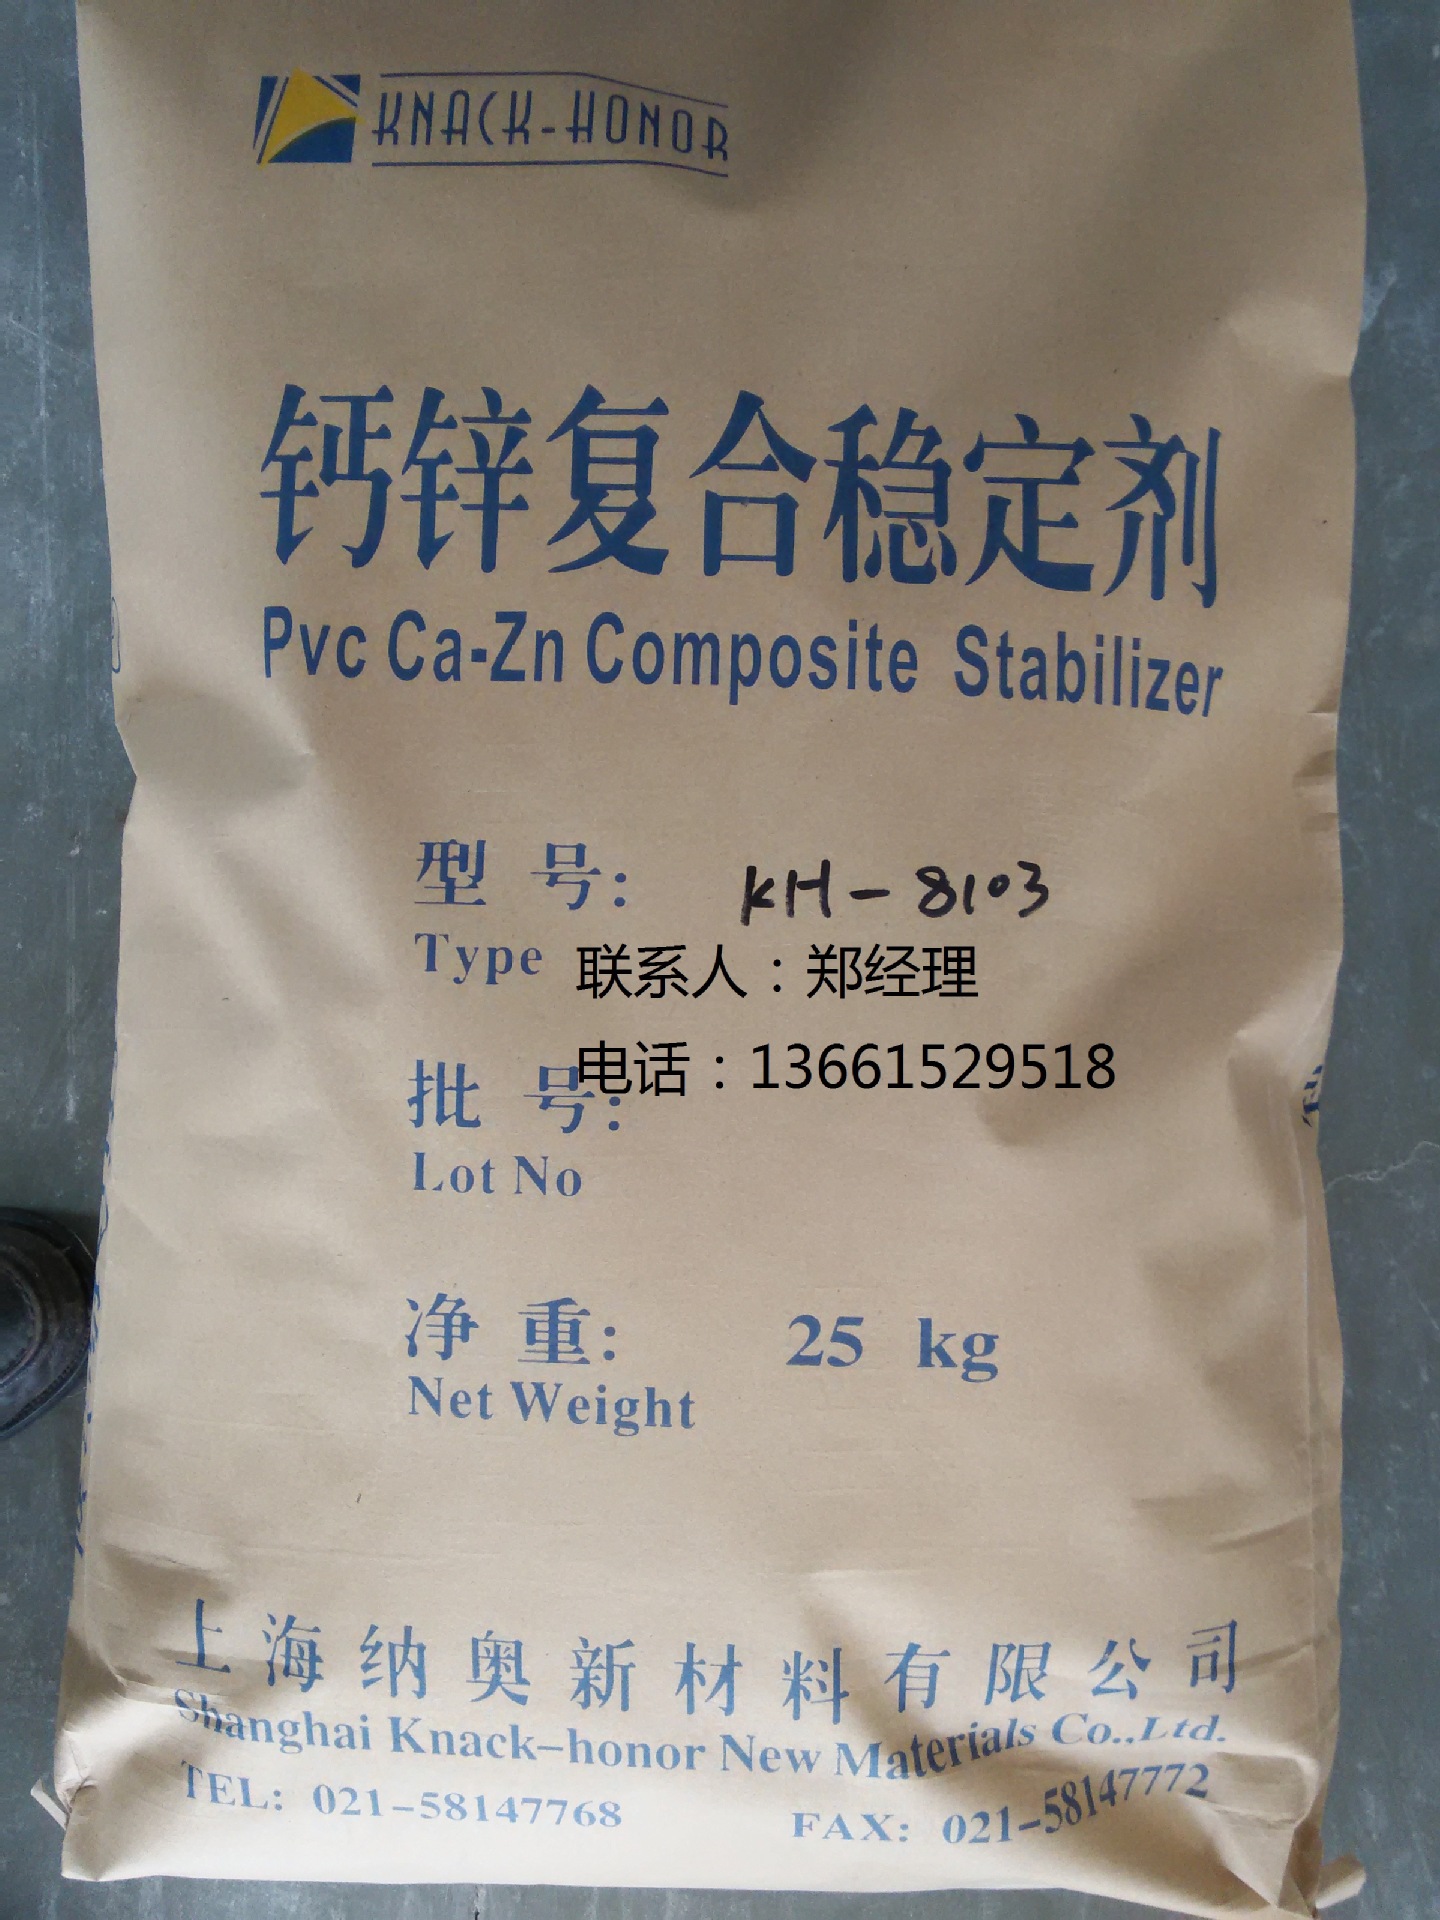 KNACK-HONOR
钙锌复合稳定剂
Pvc Ca-Zn Composite Stabilizer
型 号: KH-8103
Type
联系人：郑经理
电话：13661529518
批 号:
Lot No
净 重: 25 kg
Net Weight
上海纳奥新材料有限公司
Shanghai Knack-honor New Materials Co.,Ltd.
TEL: 021-58147768 FAX: 021-58147772